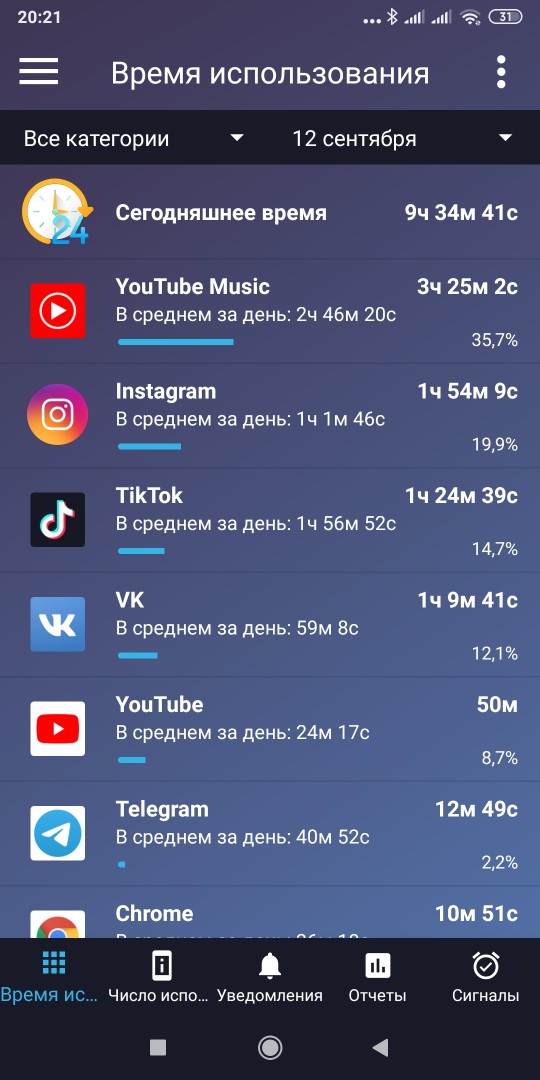 20:21
31
Время использования
Все категории
12 сентября
24
Сегодняшнее время
9ч 34м 41с
YouTube Music
3ч 25м 2с
В среднем за день: 2ч 46м 20с
35,7%
Instagram
1ч 54м 9с
В среднем за день: 1ч 1м 46с
19,9%
TikTok
1ч 24м 39с
В среднем за день: 1ч 56м 52с
14,7%
VK
1ч 9м 41с
В среднем за день: 59м 8с
12,1%
YouTube
50м
В среднем за день: 24м 17с
8,7%
Telegram
12м 49с
В среднем за день: 40м 52с
2,2%
Chrome
10м 51с
Время ис...
Число испо...
Уведомления
Отчеты
Сигналы